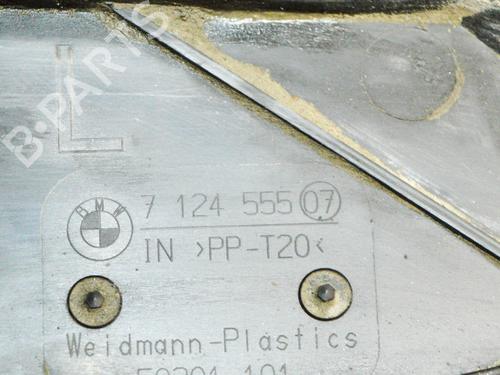 B-PARTS
L
BMW
7 124 555 07
IN >PP-T20<
Weidmann-Plastics